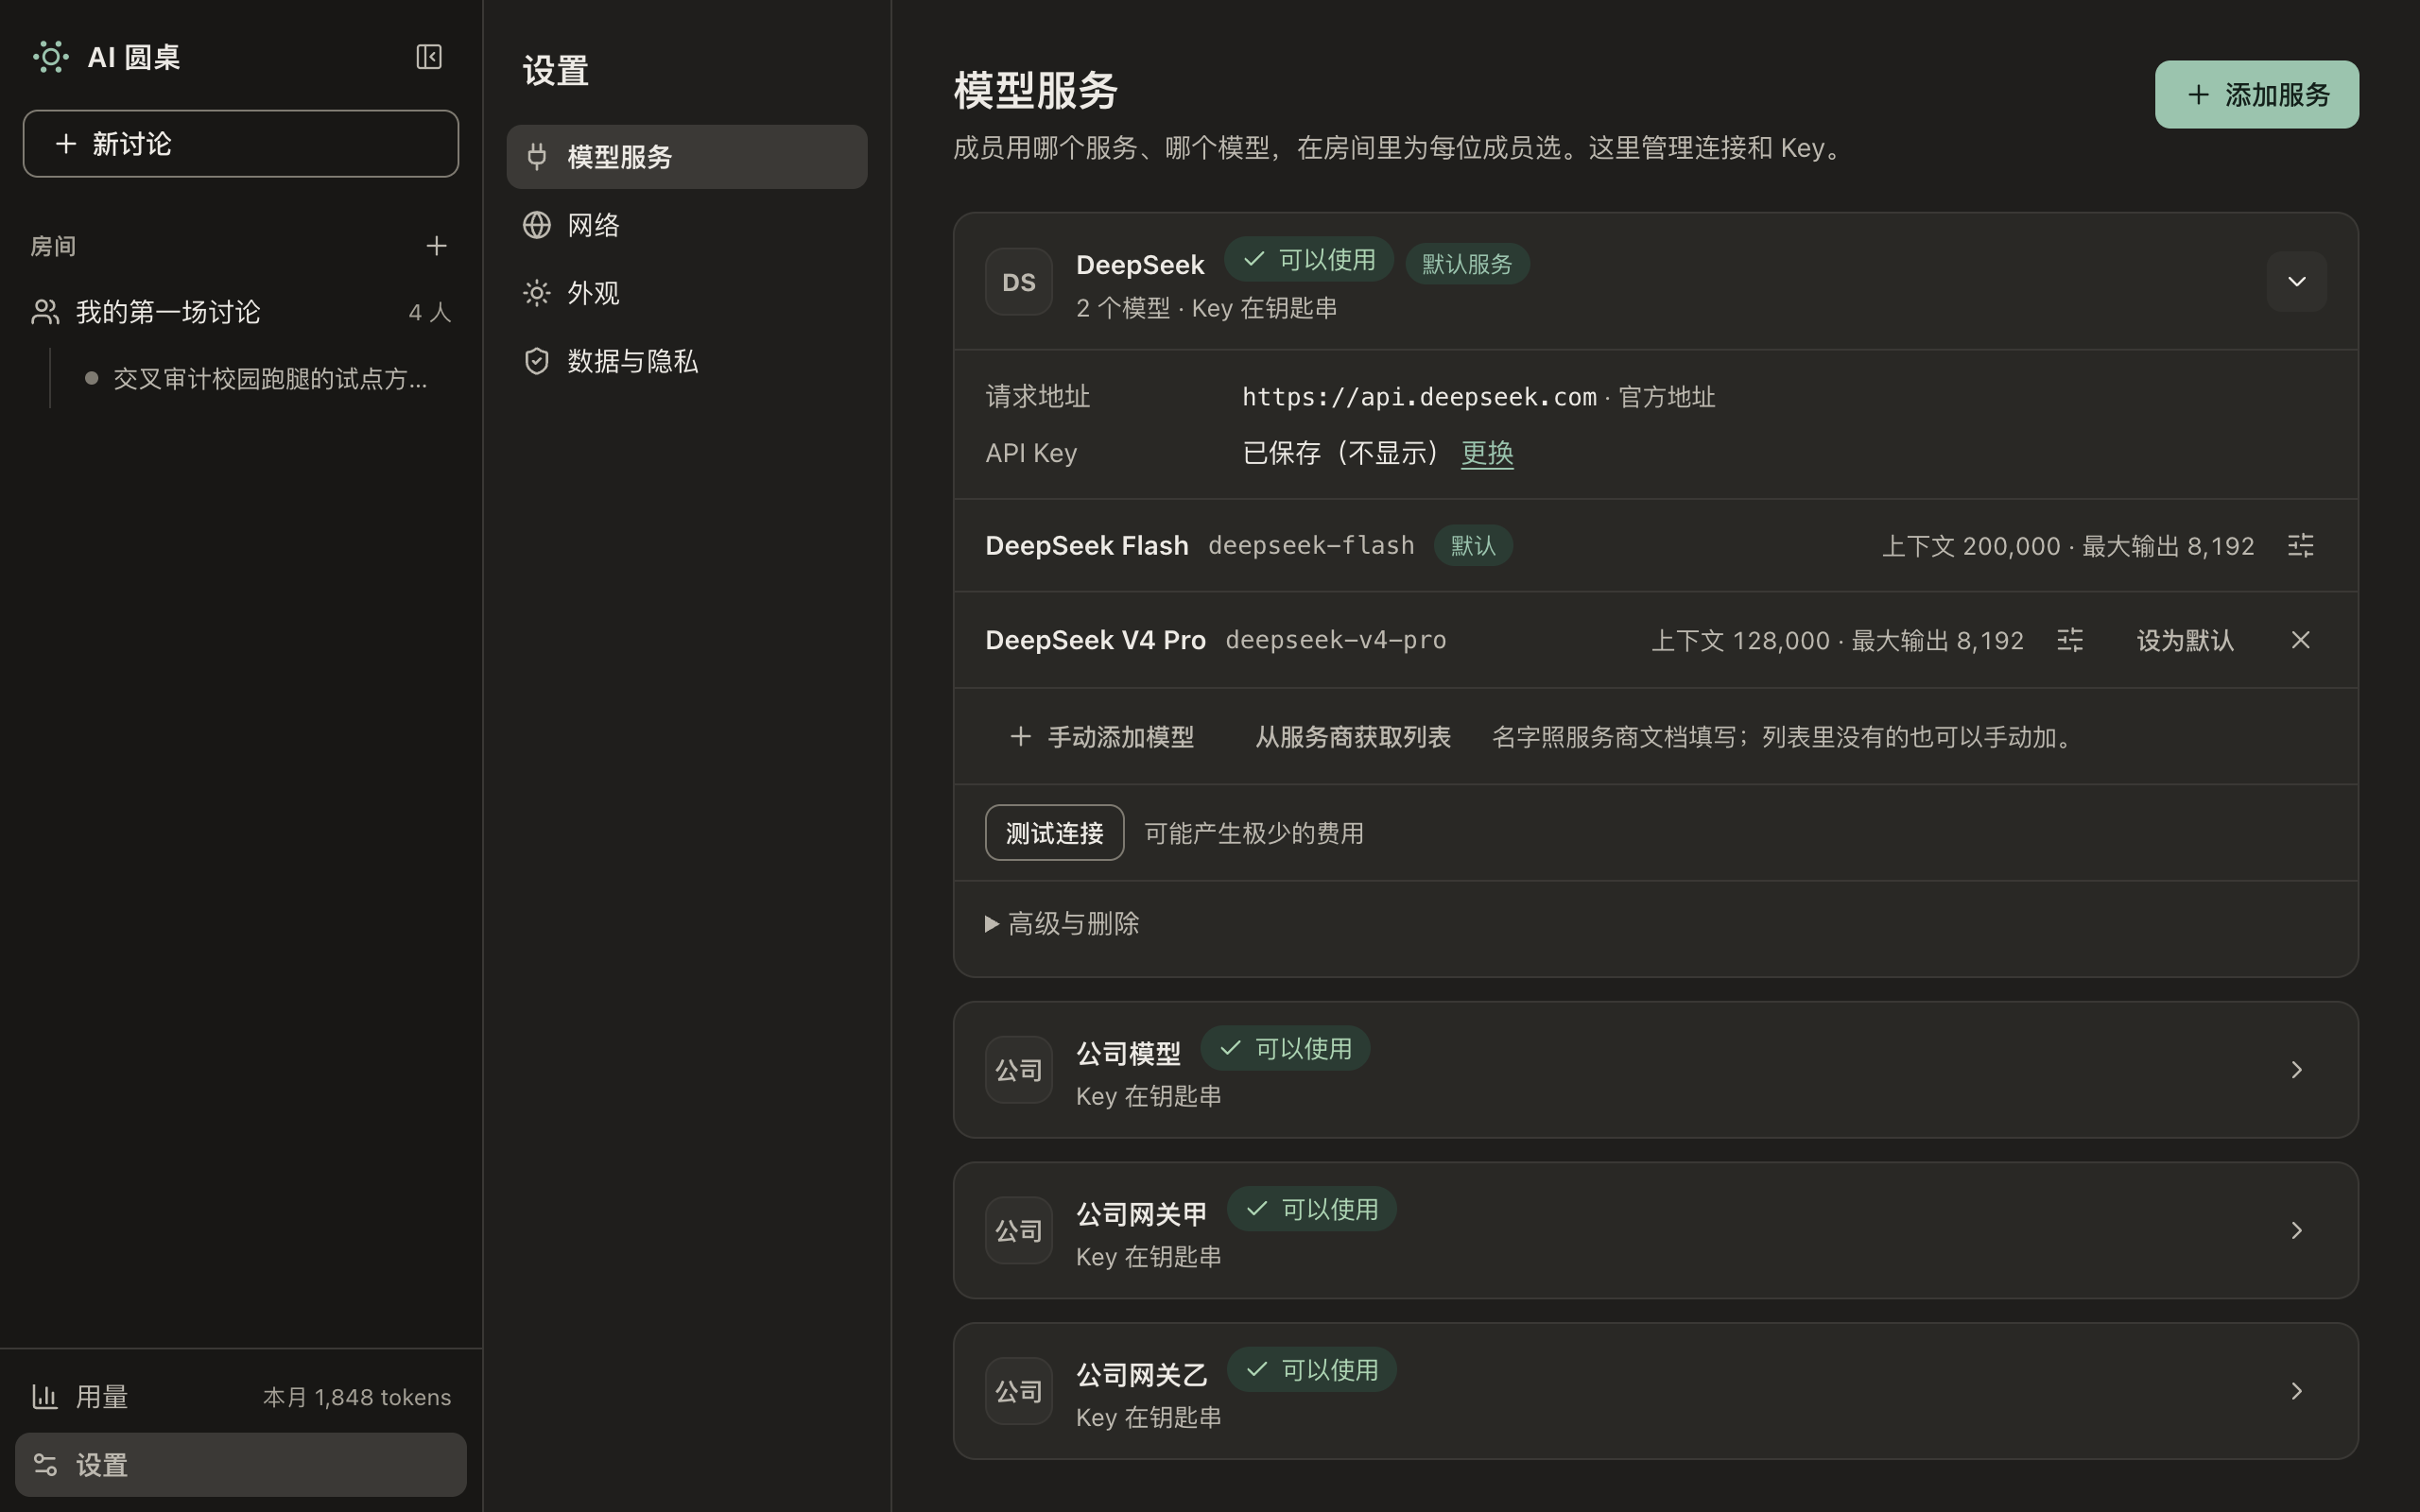 AI 圆桌
新讨论
房间
我的第一场讨论 4 人
交叉审计校园跑腿的试点方...
用量 本月 1,848 tokens
设置
设置
模型服务
网络
外观
数据与隐私
模型服务
成员用哪个服务、哪个模型，在房间里为每位成员选。这里管理连接和 Key。
添加服务
DS
DeepSeek 可以使用 默认服务
2 个模型 · Key 在钥匙串
请求地址 https://api.deepseek.com · 官方地址
API Key 已保存（不显示） 更换
DeepSeek Flash deepseek-flash 默认 上下文 200,000 · 最大输出 8,192
DeepSeek V4 Pro deepseek-v4-pro 上下文 128,000 · 最大输出 8,192 设为默认
手动添加模型 从服务商获取列表 名字照服务商文档填写；列表里没有的也可以手动加。
测试连接 可能产生极少的费用
高级与删除
公司
公司模型 可以使用
Key 在钥匙串
公司
公司网关甲 可以使用
Key 在钥匙串
公司
公司网关乙 可以使用
Key 在钥匙串